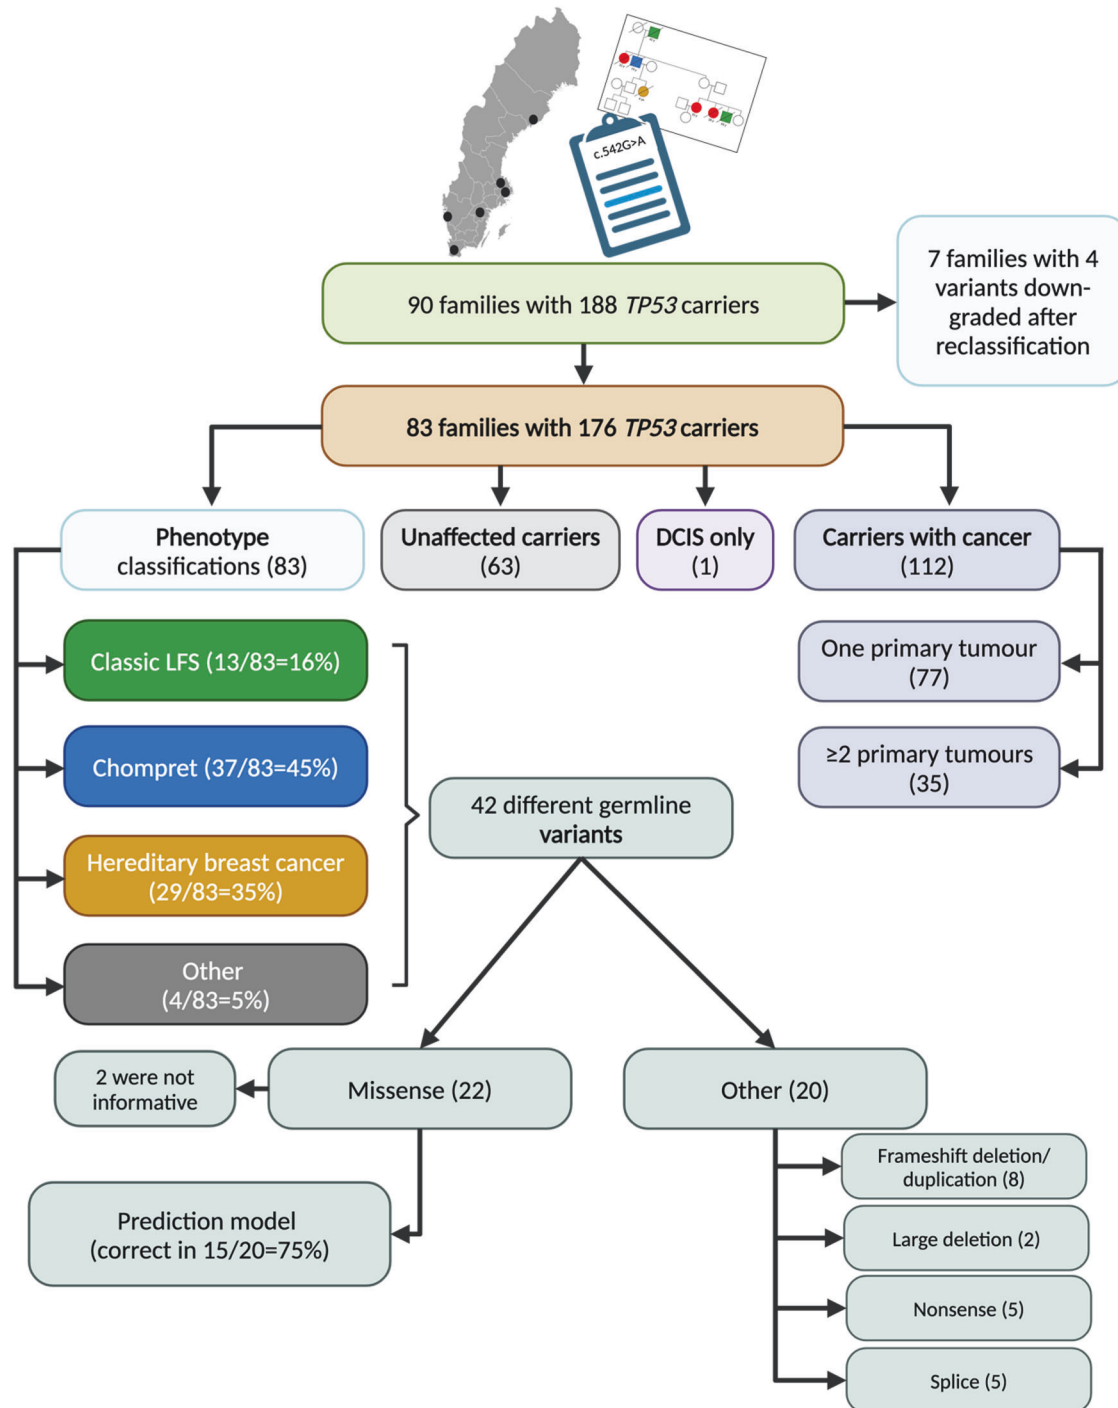 c.542G>A
90 families with 188 TP53 carriers
7 families with 4
variants down-
graded after
reclassification
83 families with 176 TP53 carriers
Phenotype
classifications (83)
Unaffected carriers
(63)
DCIS only
(1)
Carriers with cancer
(112)
Classic LFS (13/83=16%)
One primary tumour
(77)
Chompret (37/83=45%)
≥2 primary tumours
(35)
42 different germline
variants
Hereditary breast cancer
(29/83=35%)
Other
(4/83=5%)
2 were not
informative
Missense (22)
Other (20)
Frameshift deletion/
duplication (8)
Prediction model
(correct in 15/20=75%)
Large deletion (2)
Nonsense (5)
Splice (5)